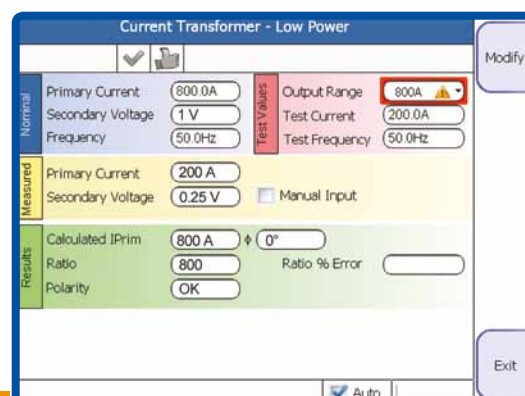 Current Transformer - Low Power
Modify
Nominal
Primary Current 800.0A
Secondary Voltage 1 V
Frequency 50.0Hz
Test Values
Output Range 800A
Test Current 200.0A
Test Frequency 50.0Hz
Measured
Primary Current 200 A
Secondary Voltage 0.25 V
Manual Input
Results
Calculated IPrim 800 A ϕ 0°
Ratio 800 Ratio % Error
Polarity OK
Exit
Auto